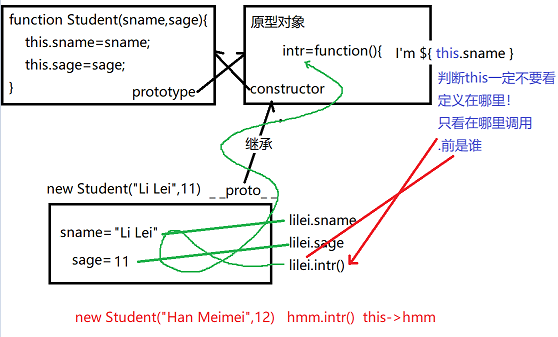 function Student(sname,sage){
this.sname=sname;
this.sage=sage;
}
prototype
原型对象
intr=function(){ I'm ${ this.sname }
constructor
判断this一定不要看
定义在哪里!
只看在哪里调用
.前是谁
继承
new Student("Li Lei",11) __proto__
sname= "Li Lei"
sage= 11
lilei.sname
lilei.sage
lilei.intr()
new Student("Han Meimei",12) hmm.intr() this->hmm